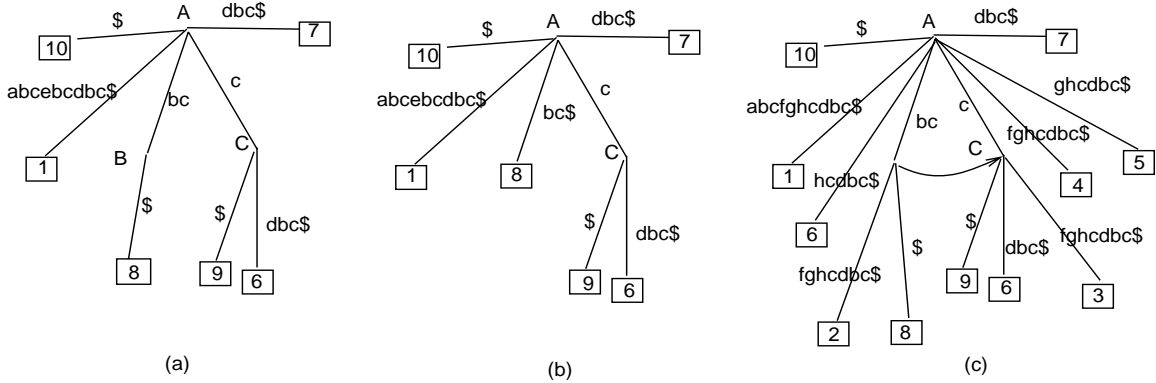 A
$
dbc$
10
7
abcebcdbc$
bc
c
1
B
C
$
$
dbc$
8
9
6
(a)
A
$
dbc$
10
7
abcebcdbc$
bc$
c
1
8
C
$
dbc$
9
6
(b)
A
$
dbc$
10
7
abcfghcdbc$
bc
c
ghcdbc$
fghcdbc$
C
1
hcdbc$
4
5
6
fghcdbc$
$
$
dbc$
fghcdbc$
9
6
3
2
8
(c)